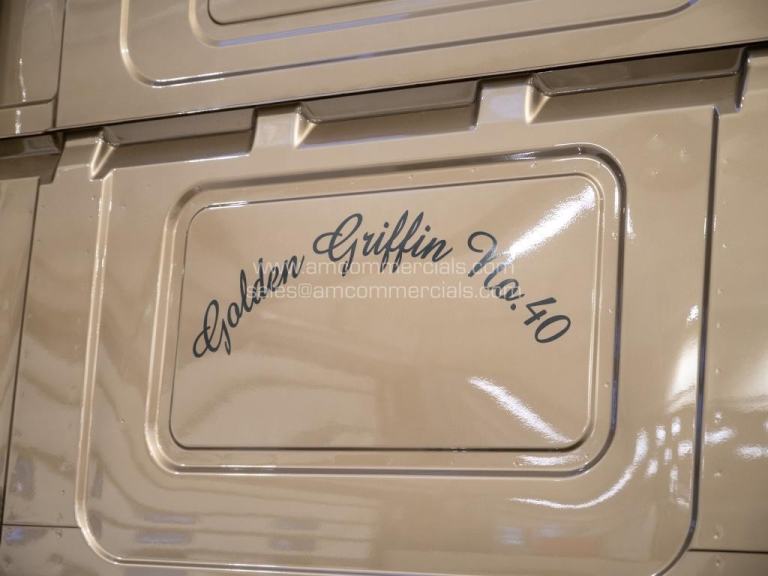 Golden Griffin No. 40
www.amcommercials.com
sales@amcommercials.com